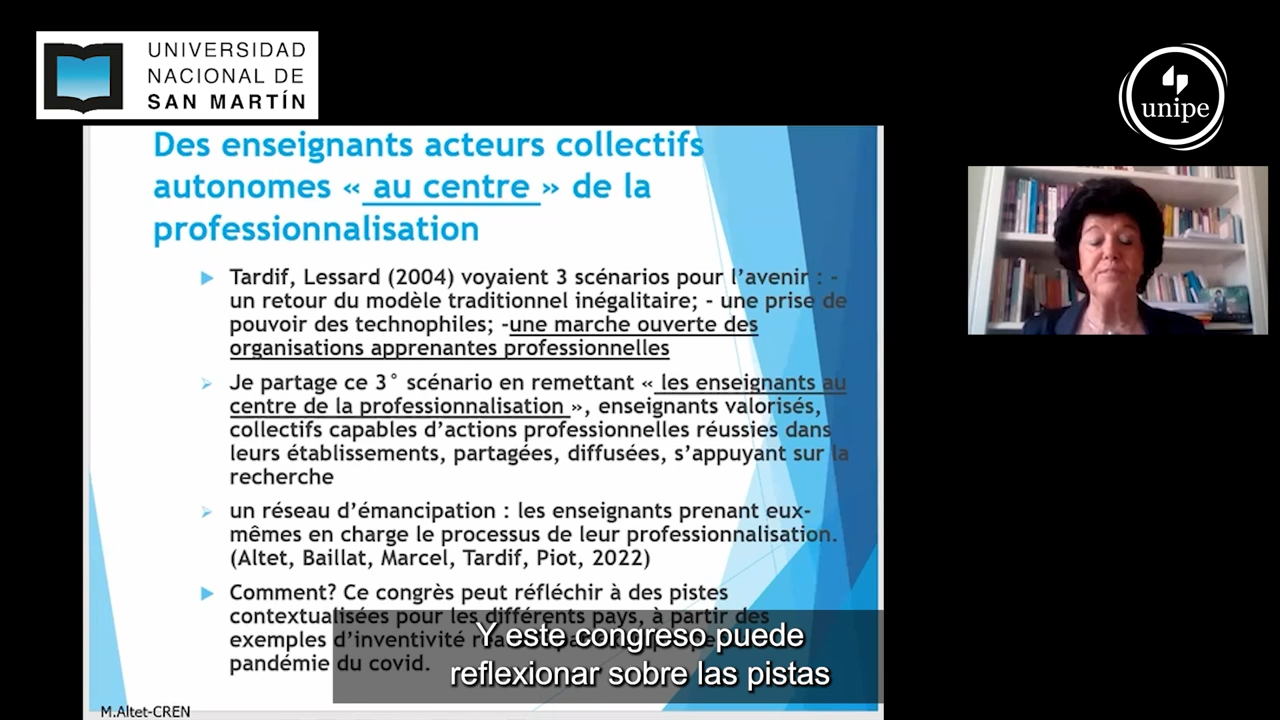 UNIVERSIDAD
NACIONAL DE
SAN MARTÍN
unipe
Des enseignants acteurs collectifs
autonomes « au centre » de la
professionnalisation
Tardif, Lessard (2004) voyaient 3 scénarios pour l’avenir : -
un retour du modèle traditionnel inégalitaire; - une prise de
pouvoir des technophiles; -une marche ouverte des
organisations apprenantes professionnelles
Je partage ce 3° scénario en remettant « les enseignants au
centre de la professionnalisation », enseignants valorisés,
collectifs capables d’actions professionnelles réussies dans
leurs établissements, partagées, diffusées, s’appuyant sur la
recherche
un réseau d’émancipation : les enseignants prenant eux-
mêmes en charge le processus de leur professionnalisation.
(Altet, Baillat, Marcel, Tardif, Piot, 2022)
Comment? Ce congrès peut réfléchir à des pistes
contextualisées pour les différents pays, à partir des
exemples d’inventivité
pandémie du covid.
Y este congreso puede
reflexionar sobre las pistas
M.Altet-CREN